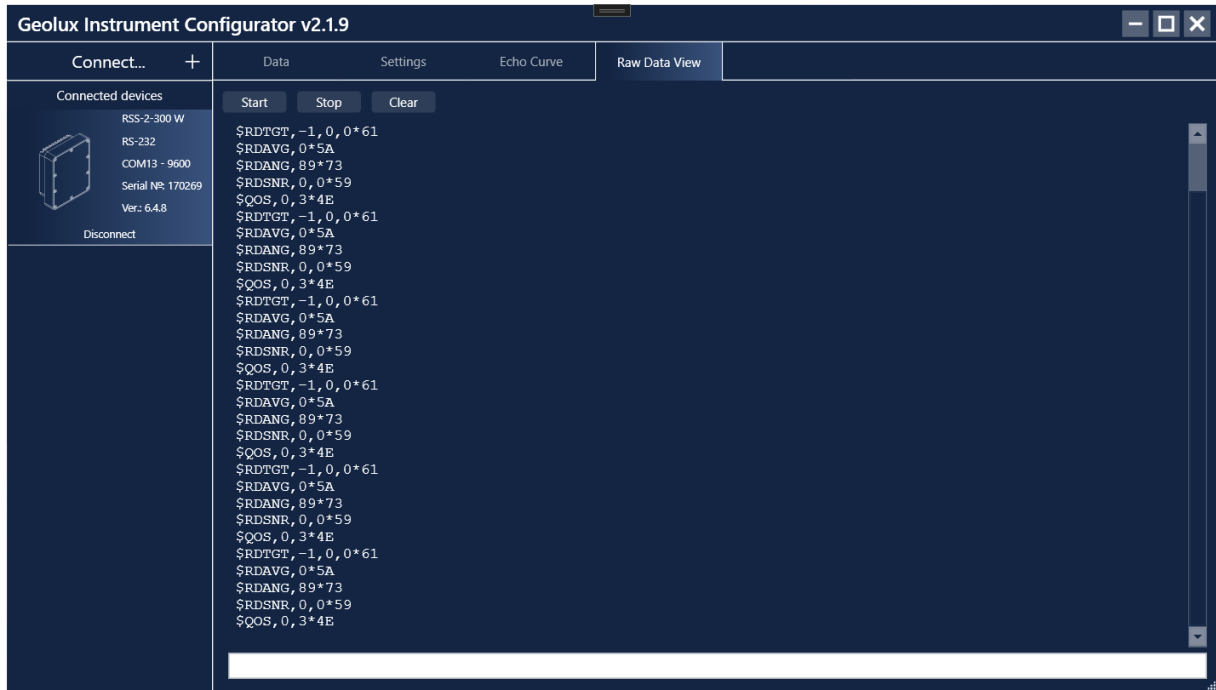 Geolux Instrument Configurator v2.1.9
Connect... +
Data Settings Echo Curve Raw Data View
Connected devices
RSS-2-300 W
RS-232
COM13 - 9600
Serial №: 170269
Ver.: 6.4.8
Disconnect
Start Stop Clear
$RDTGT,-1,0,0*61
$RDAVG,0*5A
$RDANG,89*73
$RDSNR,0,0*59
$QOS,0,3*4E
$RDTGT,-1,0,0*61
$RDAVG,0*5A
$RDANG,89*73
$RDSNR,0,0*59
$QOS,0,3*4E
$RDTGT,-1,0,0*61
$RDAVG,0*5A
$RDANG,89*73
$RDSNR,0,0*59
$QOS,0,3*4E
$RDTGT,-1,0,0*61
$RDAVG,0*5A
$RDANG,89*73
$RDSNR,0,0*59
$QOS,0,3*4E
$RDTGT,-1,0,0*61
$RDAVG,0*5A
$RDANG,89*73
$RDSNR,0,0*59
$QOS,0,3*4E
$RDTGT,-1,0,0*61
$RDAVG,0*5A
$RDANG,89*73
$RDSNR,0,0*59
$QOS,0,3*4E